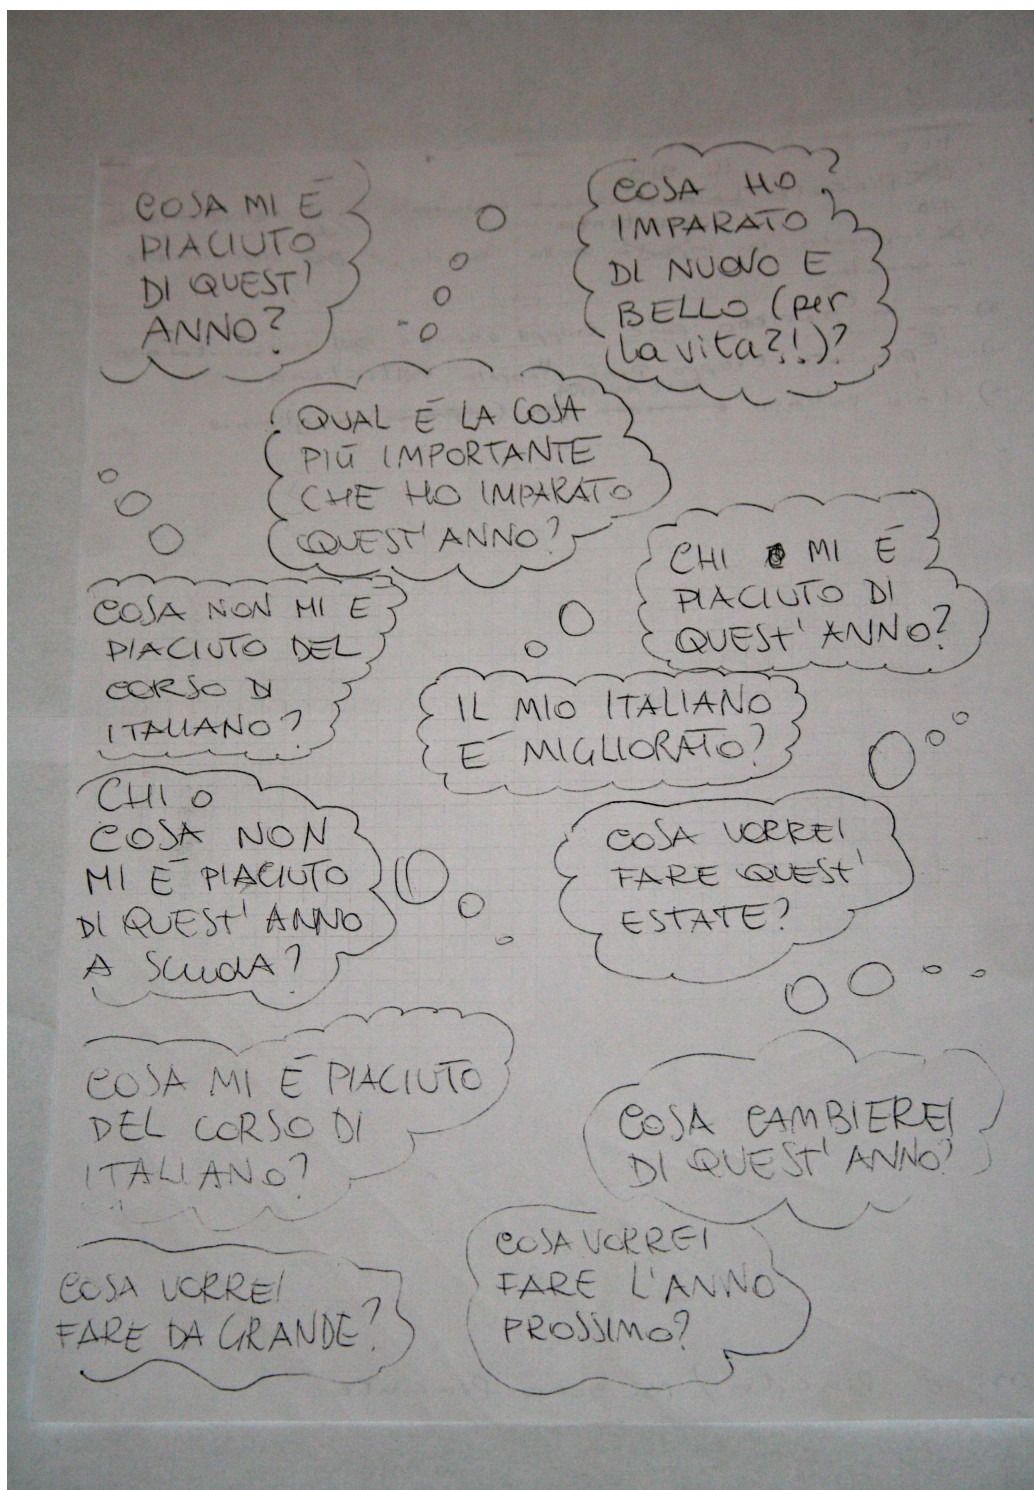 COSA MI É
PIACIUTO
DI QUEST'
ANNO?
COSA HO
IMPARATO
DI NUOVO E
BELLO (per
la vita?!)?
QUAL É LA COSA
PIÚ IMPORTANTE
CHE HO IMPARATO
QUEST'ANNO?
CHI MI É
PIACIUTO DI
QUEST'ANNO?
COSA NON MI E
PIACIUTO DEL
CORSO DI
ITALIANO?
IL MIO ITALIANO
É MIGLIORATO?
CHI O
COSA NON
MI É PIACIUTO
DI QUEST'ANNO
A SCUOLA?
COSA VORREI
FARE QUEST'
ESTATE?
COSA MI É PIACIUTO
DEL CORSO DI
ITALIANO?
COSA CAMBIEREI
DI QUEST'ANNO?
COSA VORREI
FARE DA GRANDE?
COSA VORREI
FARE L'ANNO
PROSSIMO?